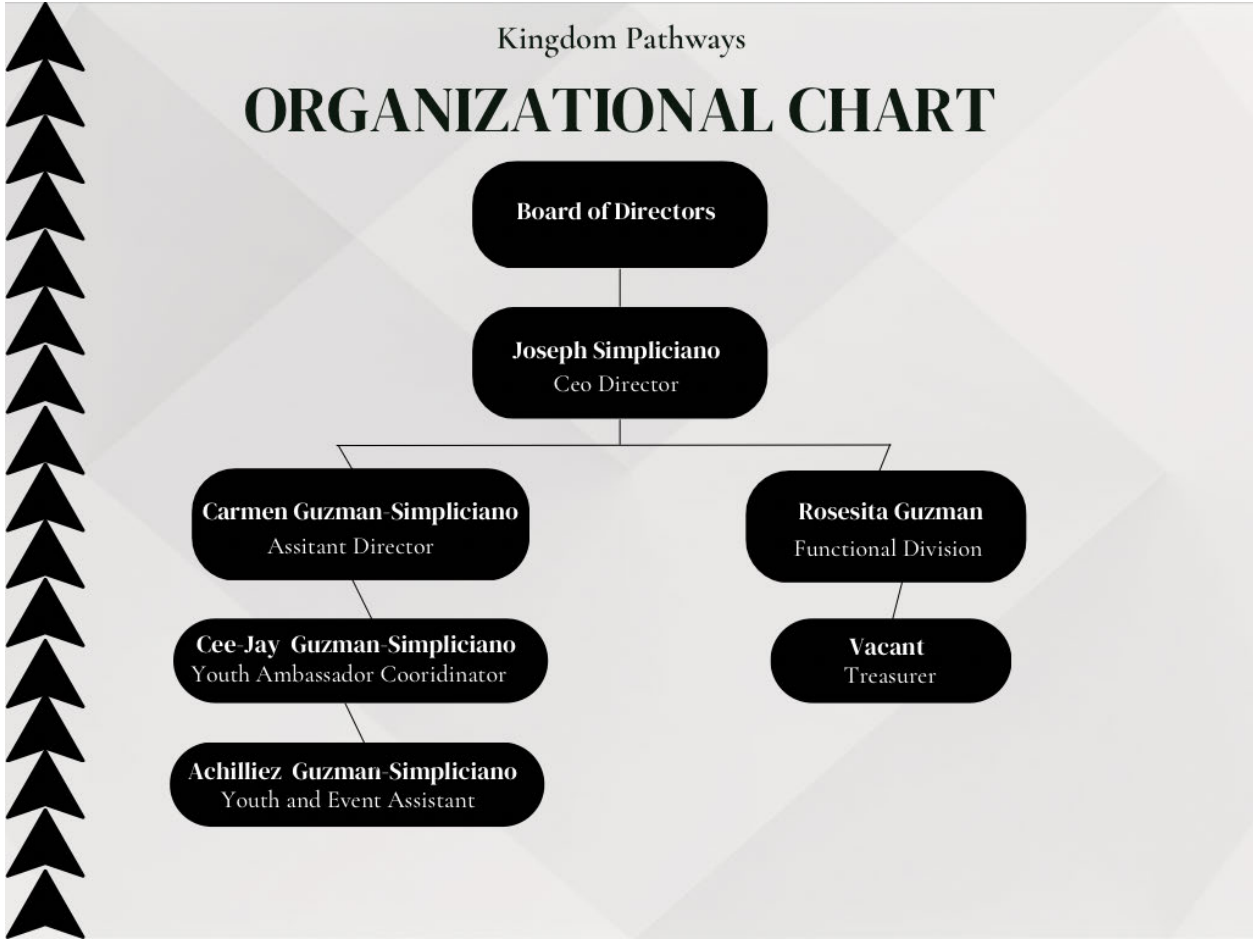 Kingdom Pathways
ORGANIZATIONAL CHART
Board of Directors
Joseph Simpliciano
Ceo Director
Carmen Guzman-Simpliciano
Assitant Director
Rosesita Guzman
Functional Division
Cee-Jay Guzman-Simpliciano
Youth Ambassador Cooridinator
Vacant
Treasurer
Achilliez Guzman-Simpliciano
Youth and Event Assistant